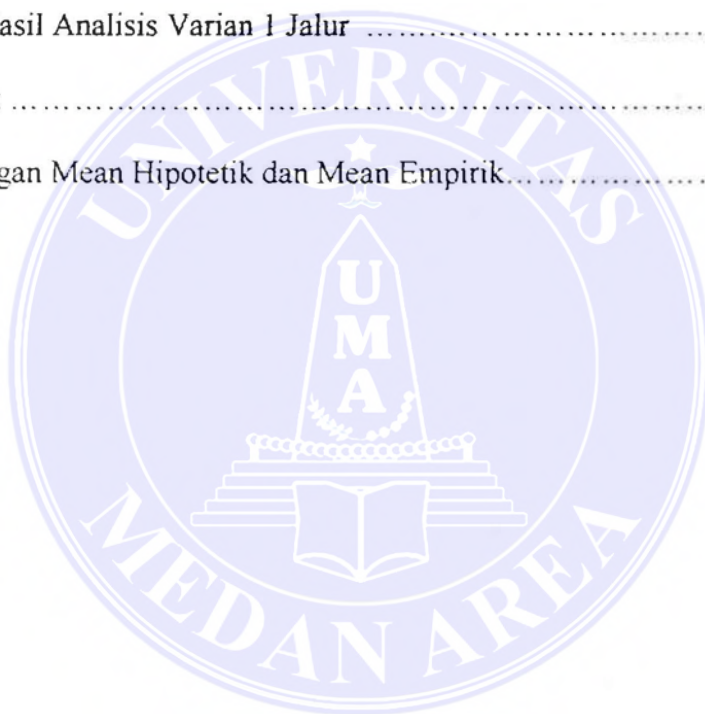 asil Analisis Varian 1 Jalur ....................................
....................................................................
gan Mean Hipotetik dan Mean Empirik.......................
UNIVERSITAS
UMA
MEDAN AREA